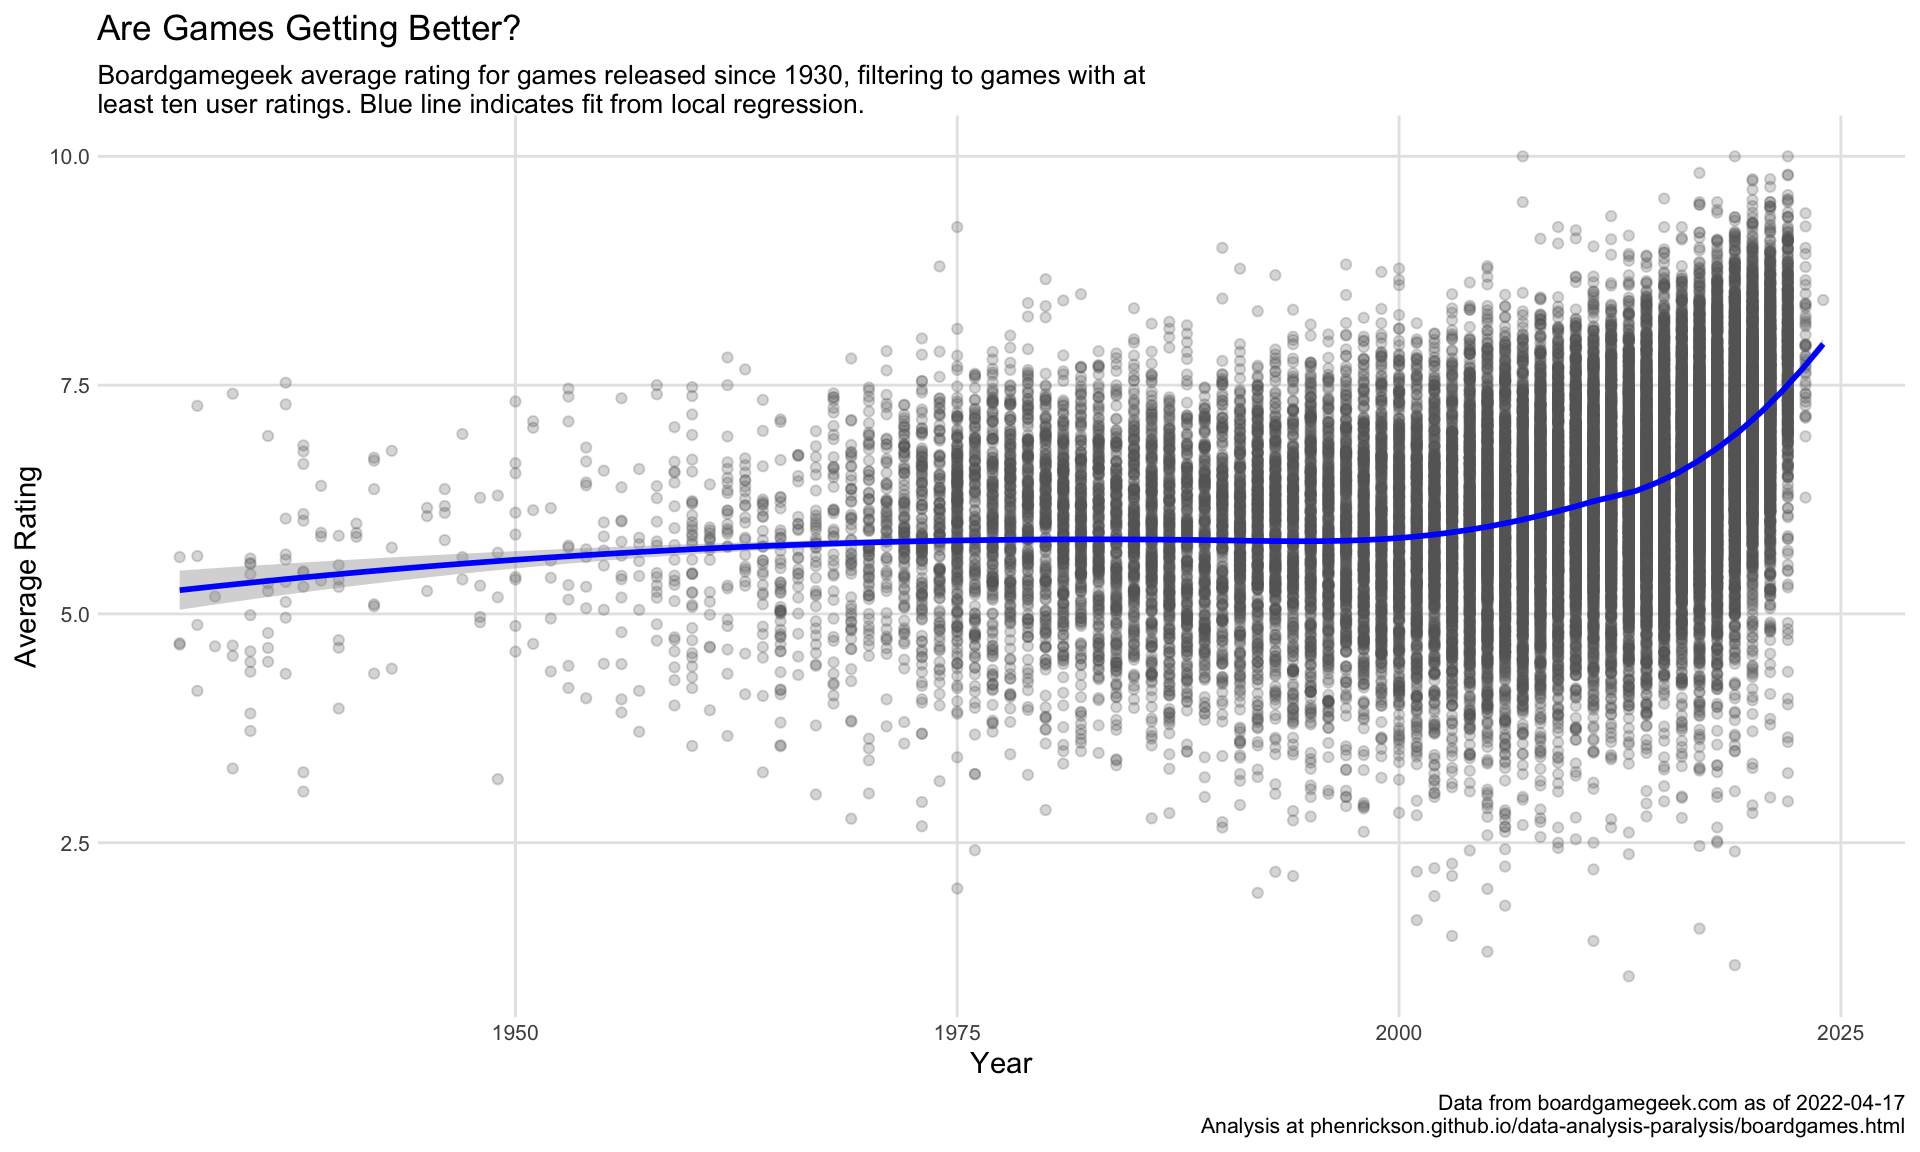 Are Games Getting Better?
Boardgamegeek average rating for games released since 1930, filtering to games with at
least ten user ratings. Blue line indicates fit from local regression.
Average Rating
10.0
7.5
5.0
2.5
1950
1975
2000
2025
Year
Data from boardgamegeek.com as of 2022-04-17
Analysis at phenrickson.github.io/data-analysis-paralysis/boardgames.html